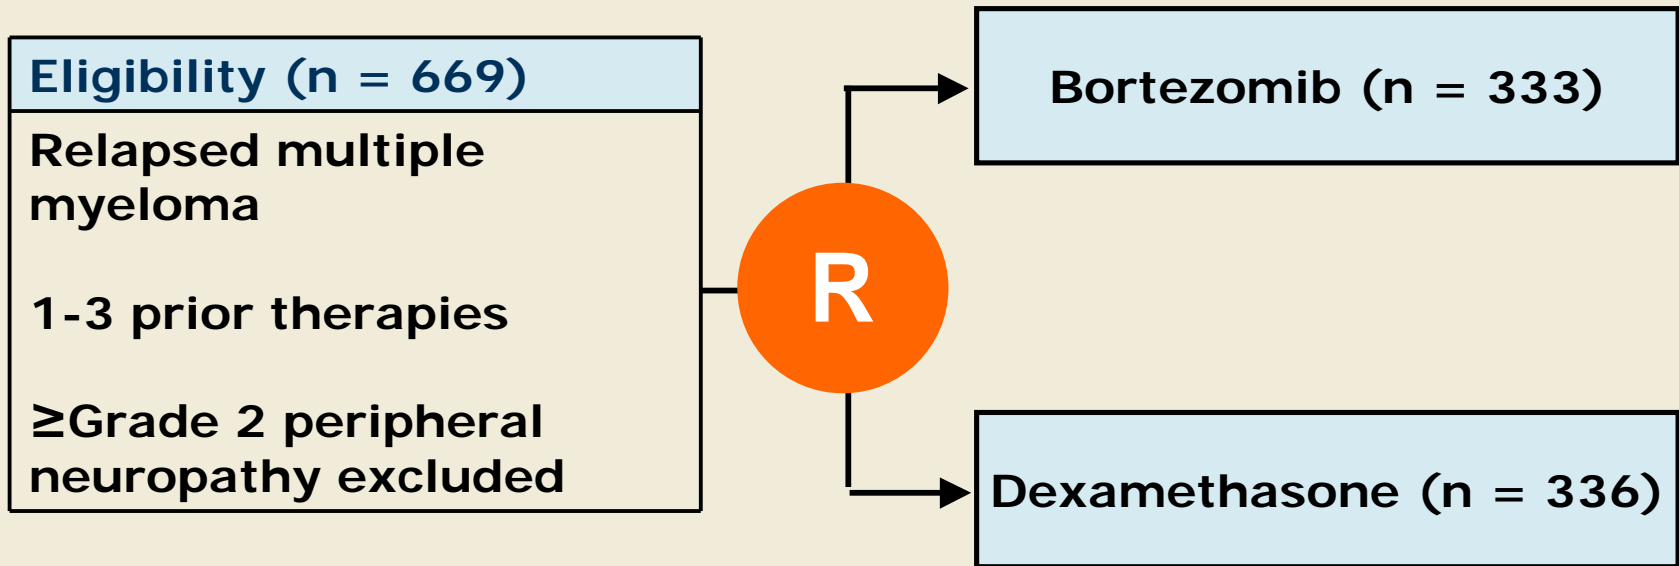 Eligibility (n = 669)
Relapsed multiple
myeloma
1-3 prior therapies
≥Grade 2 peripheral
neuropathy excluded
R
Bortezomib (n = 333)
Dexamethasone (n = 336)